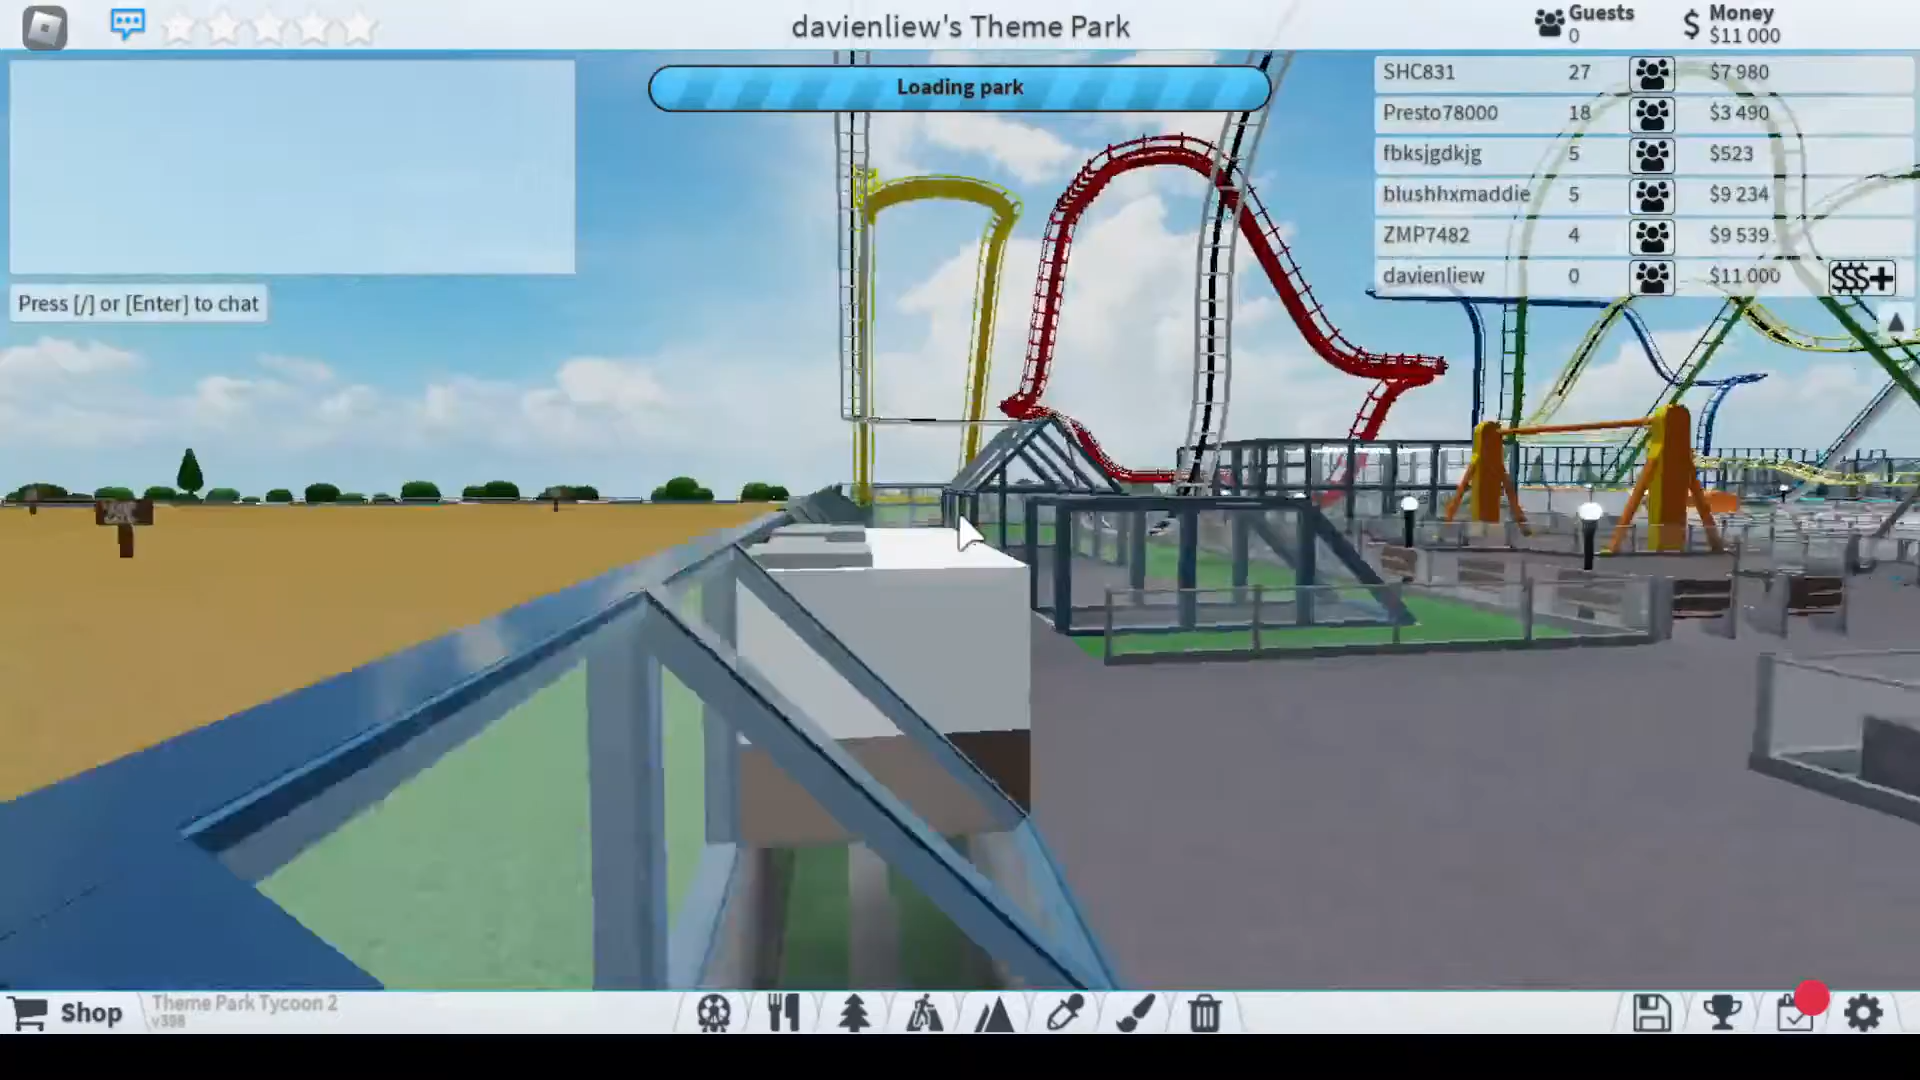 davienliew's Theme Park
Guests
0
$ Money
$11 000
Loading park
SHC831 27 $7 980
Presto78000 18 $3 490
fbksjgdkjg 5 $523
blushhxmaddie 5 $9 234
ZMP7482 4 $9 539
davienliew 0 $11 000 $$$+
Press [/] or [Enter] to chat
Shop
Theme Park Tycoon 2
v398